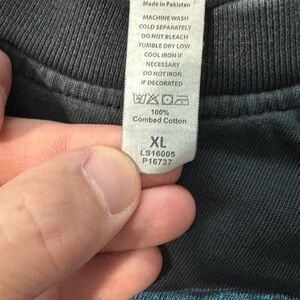 Made in Pakistan
MACHINE WASH
COLD SEPARATELY
DO NOT BLEACH
TUMBLE DRY LOW
COOL IRON IF
NECESSARY
DO NOT IRON
IF DECORATED
100%
Combed Cotton
XL
LS16005
P16737